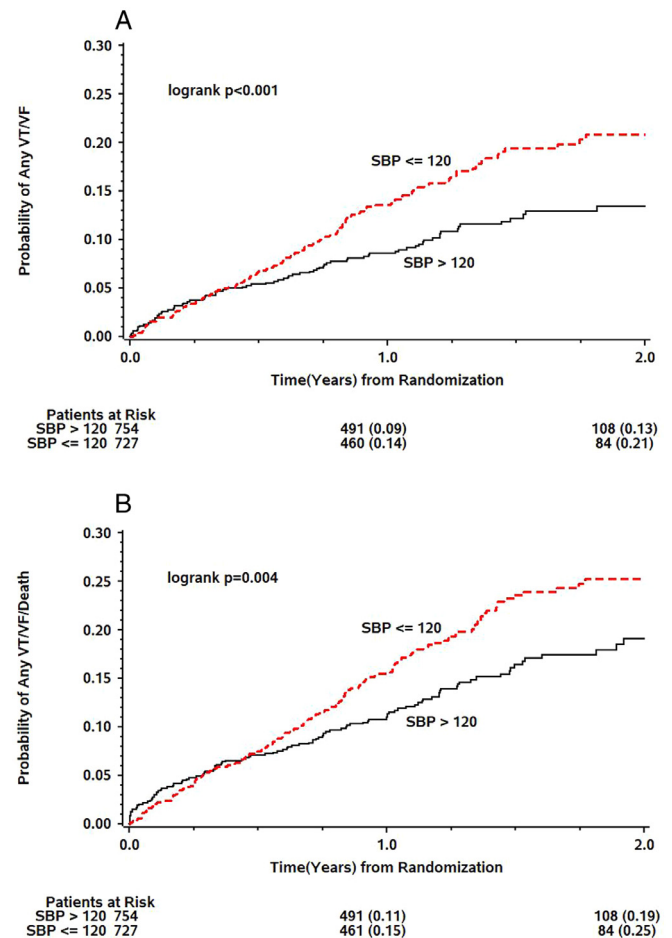 A
0.30
0.25
logrank p<0.001
0.20
SBP <= 120
0.15
0.10
SBP > 120
0.05
0.00
Probability of Any VT/VF
0.0 1.0 2.0
Time(Years) from Randomization
Patients at Risk
SBP > 120 754 491 (0.09) 108 (0.13)
SBP <= 120 727 460 (0.14) 84 (0.21)
B
0.30
logrank p=0.004
0.25
SBP <= 120
0.20
0.15
SBP > 120
0.10
0.05
0.00
Probability of Any VT/VF/Death
0.0 1.0 2.0
Time(Years) from Randomization
Patients at Risk
SBP > 120 754 491 (0.11) 108 (0.19)
SBP <= 120 727 461 (0.15) 84 (0.25)